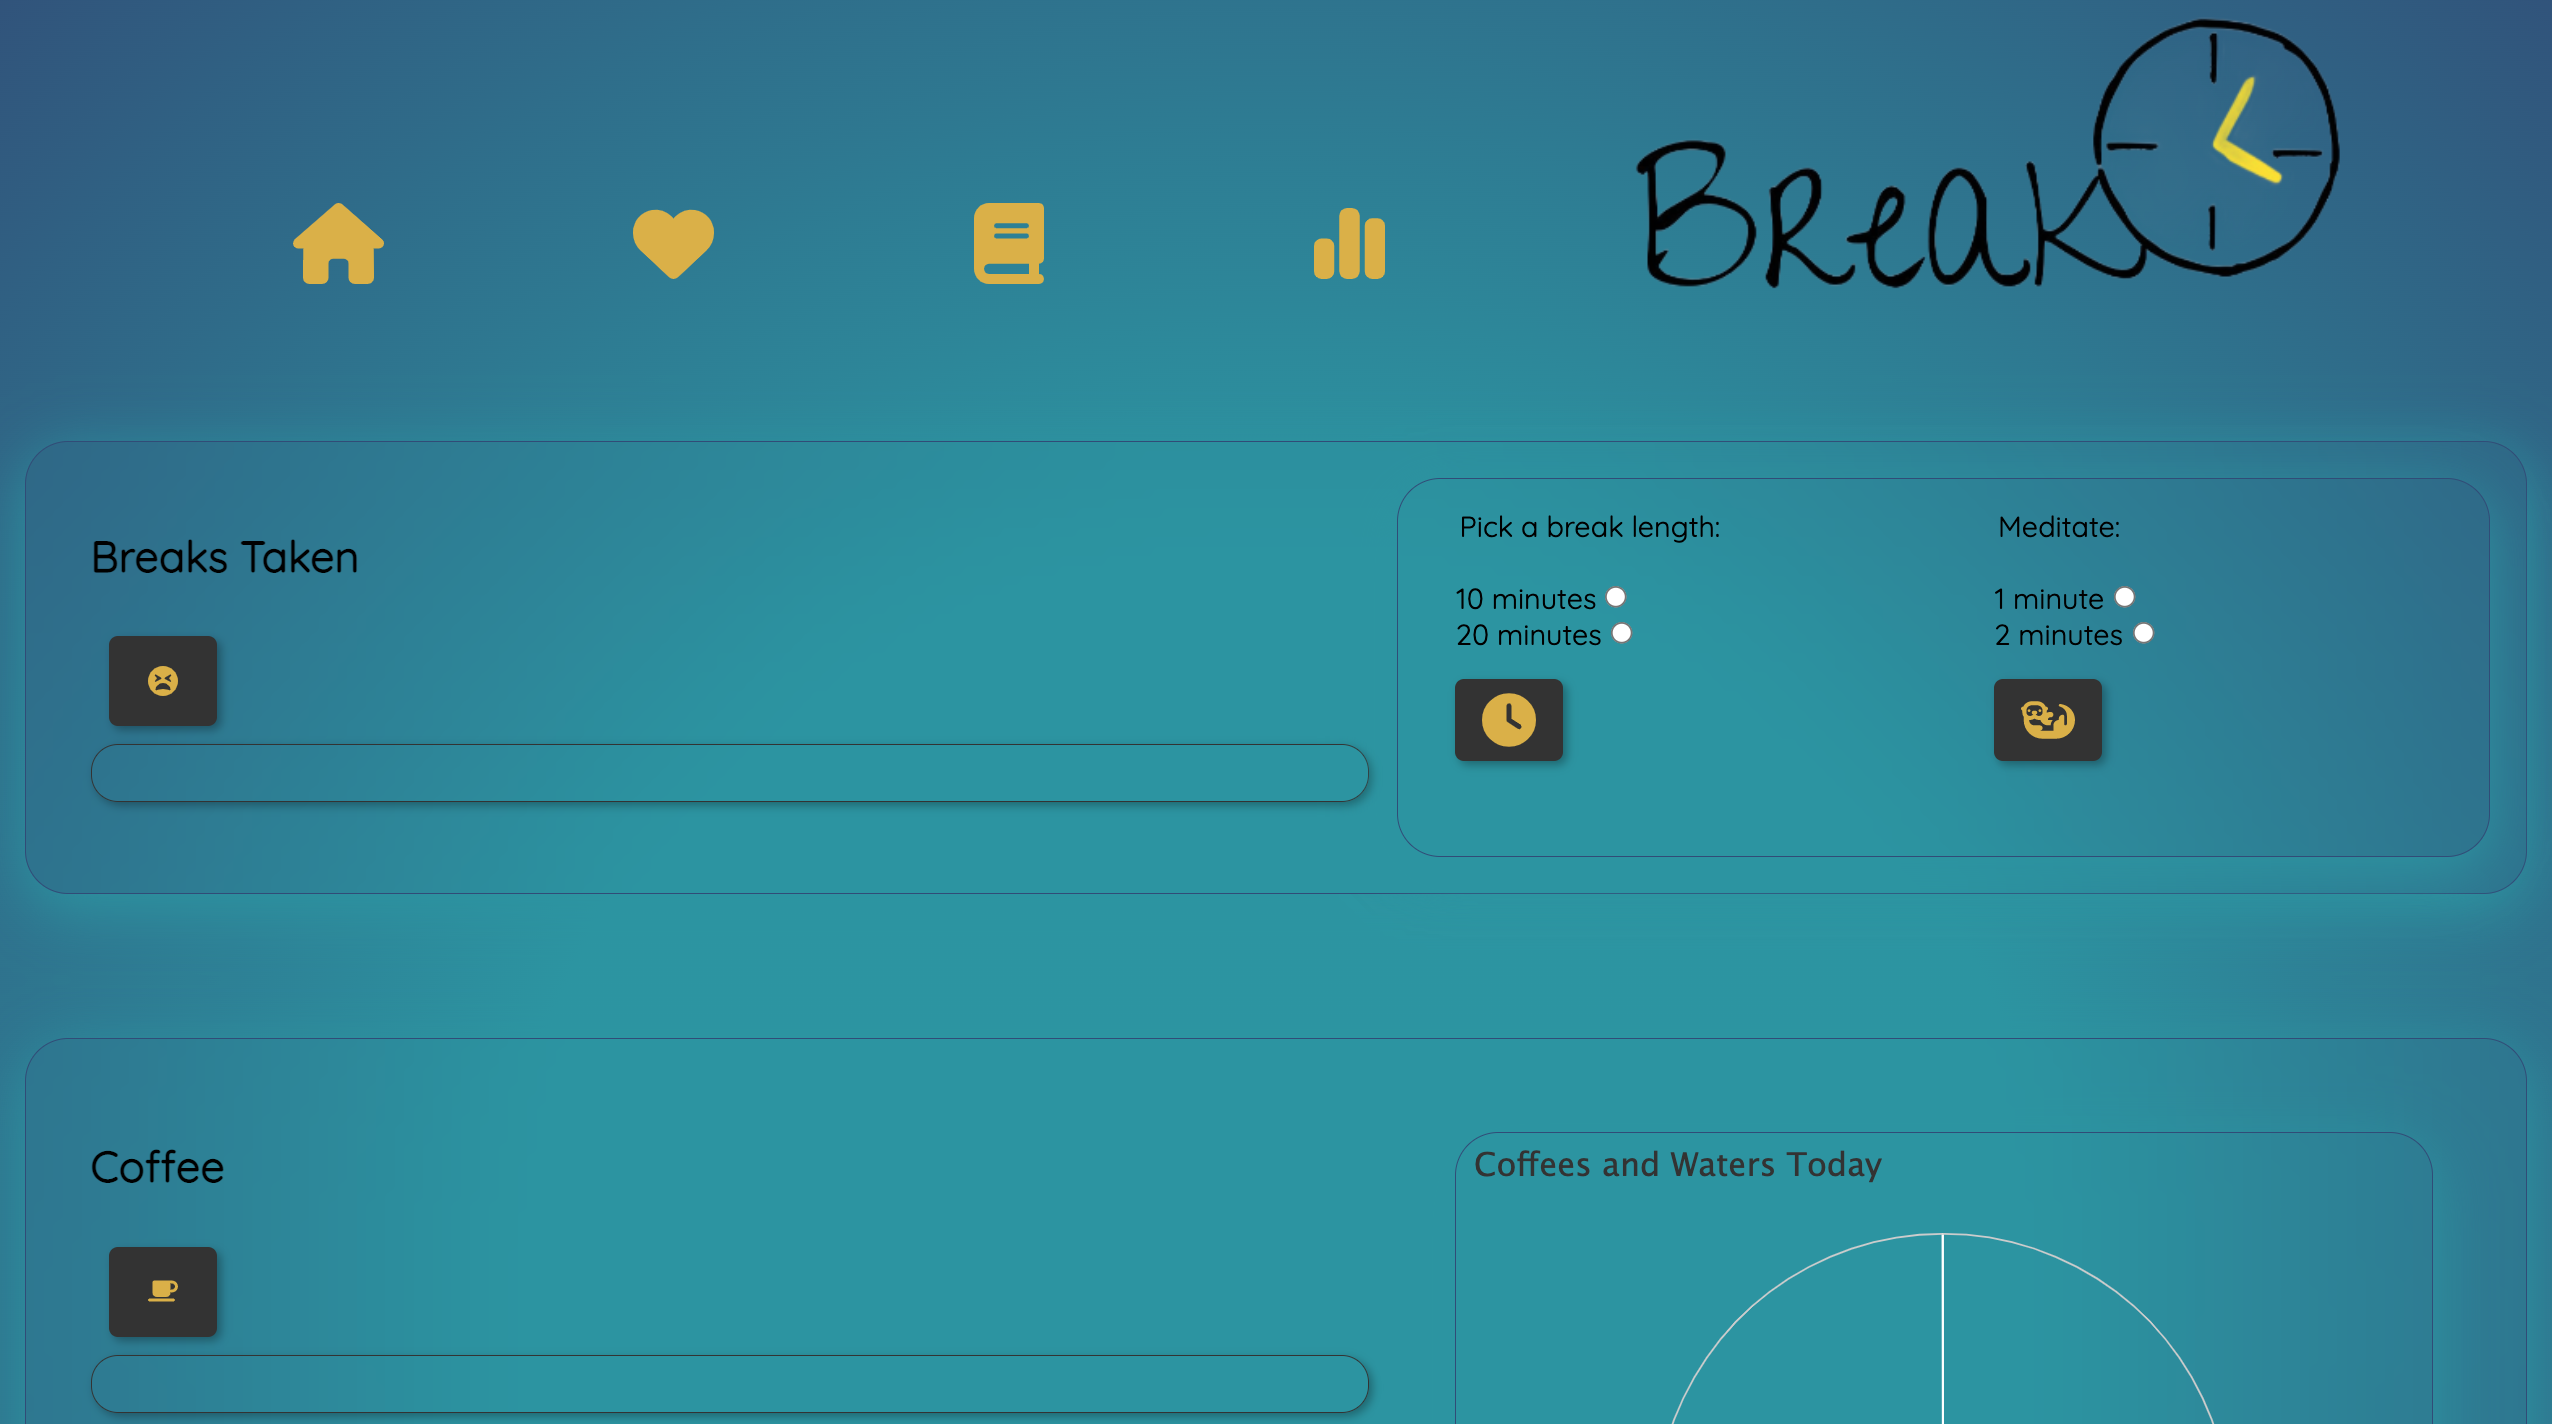 Break
Breaks Taken
Pick a break length:
10 minutes
20 minutes
Meditate:
1 minute
2 minutes
Coffee
Coffees and Waters Today